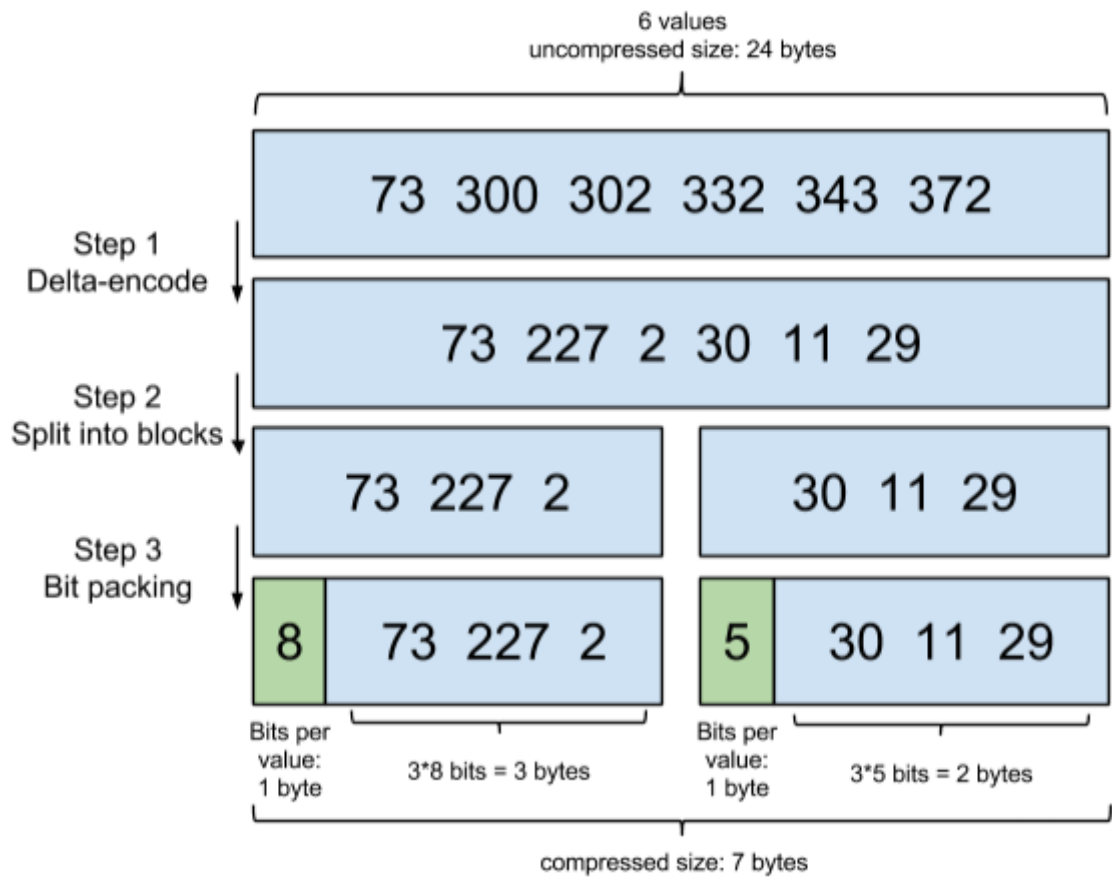 6 values
uncompressed size: 24 bytes
73 300 302 332 343 372
Step 1
Delta-encode
73 227 2 30 11 29
Step 2
Split into blocks
73 227 2
30 11 29
Step 3
Bit packing
8
73 227 2
5
30 11 29
Bits per
value:
1 byte
3*8 bits = 3 bytes
Bits per
value:
1 byte
3*5 bits = 2 bytes
compressed size: 7 bytes